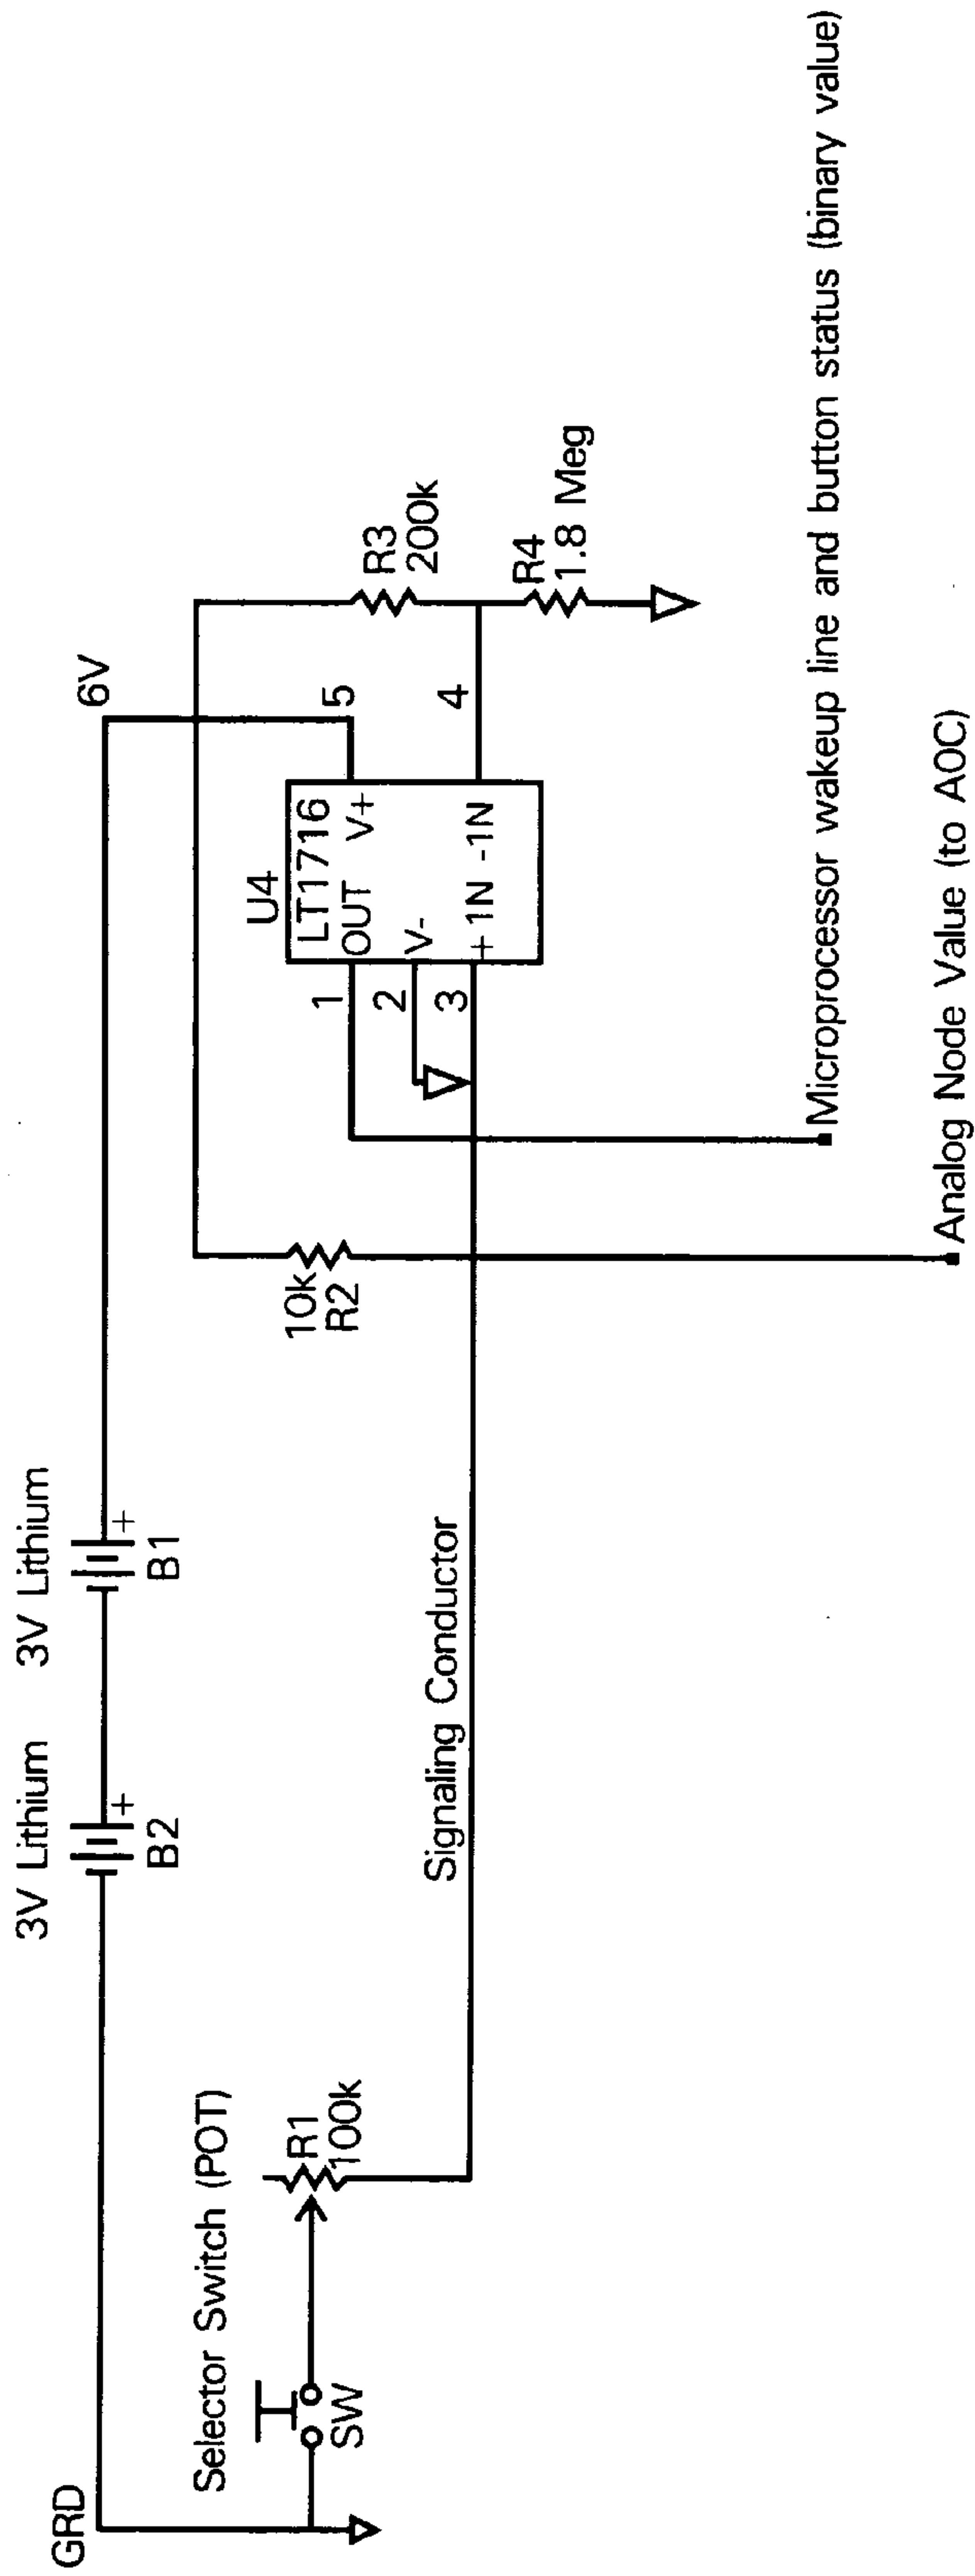 GRD
3V Lithium
B2
+
3V Lithium
B1
+
6V
Selector Switch (POT)
SW
R1
100k
Signaling Conductor
10k
R2
U4
LT1716
OUT
V+
V-
+ 1N -1N
1
2
3
5
4
R3
200k
R4
1.8 Meg
Microprocessor wakeup line and button status (binary value)
Analog Node Value (to AOC)